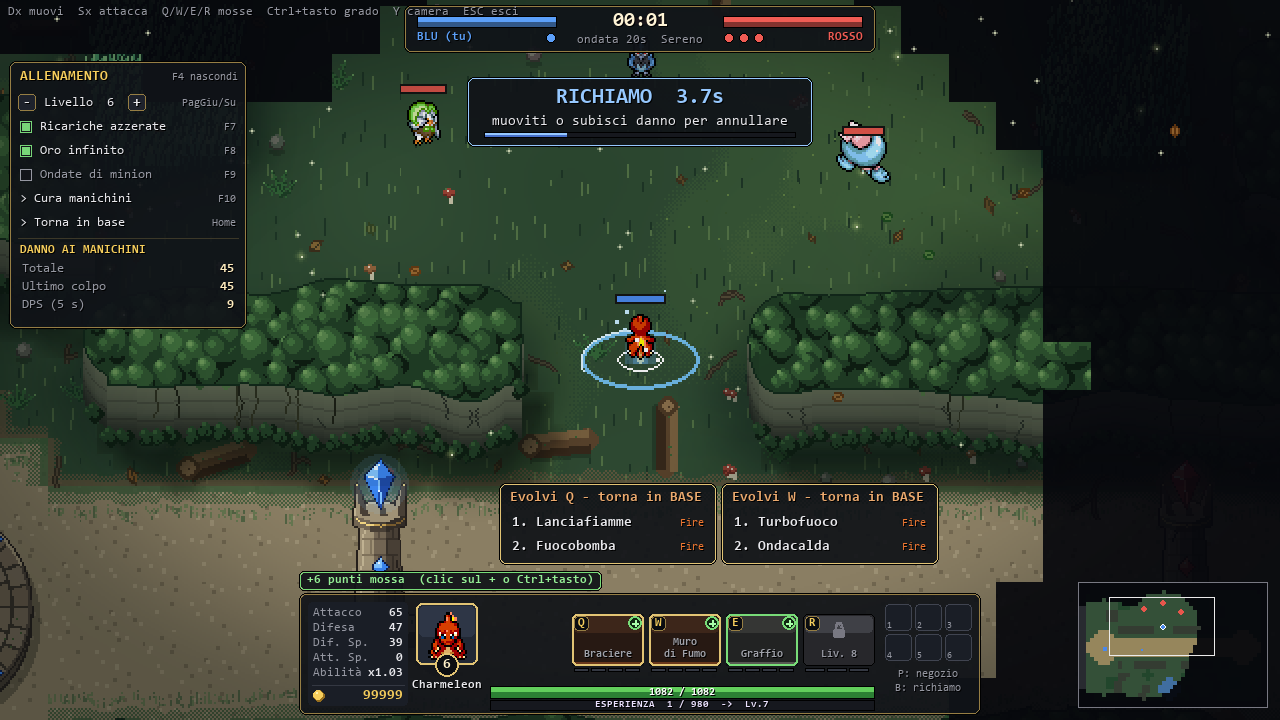 Dx muovi  Sx attacca  Q/W/E/R mosse  Ctrl+tasto grado  Y camera  ESC esci
00:01
BLU (tu)
ondata 20s  Sereno
ROSSO
ALLENAMENTO
F4 nascondi
- Livello 6 +
PagGiu/Su
Ricariche azzerate F7
Oro infinito F8
Ondate di minion F9
> Cura manichini F10
> Torna in base Home
DANNO AI MANICHINI
Totale 45
Ultimo colpo 45
DPS (5 s) 9
RICHIAMO 3.7s
muoviti o subisci danno per annullare
Evolvi Q - torna in BASE
1. Lanciafiamme Fire
2. Fuocobomba Fire
Evolvi W - torna in BASE
1. Turbofuoco Fire
2. Ondacalda Fire
+6 punti mossa (clic sul + o Ctrl+tasto)
Attacco 65
Difesa 47
Dif. Sp. 39
Att. Sp. 0
Abilità x1.03
99999
6
Charmeleon
Q
Braciere
W
Muro
di Fumo
E
Graffio
R
Liv. 8
1 2 3
4 5 6
P: negozio
B: richiamo
1082 / 1082
ESPERIENZA 1 / 980 -> Lv.7